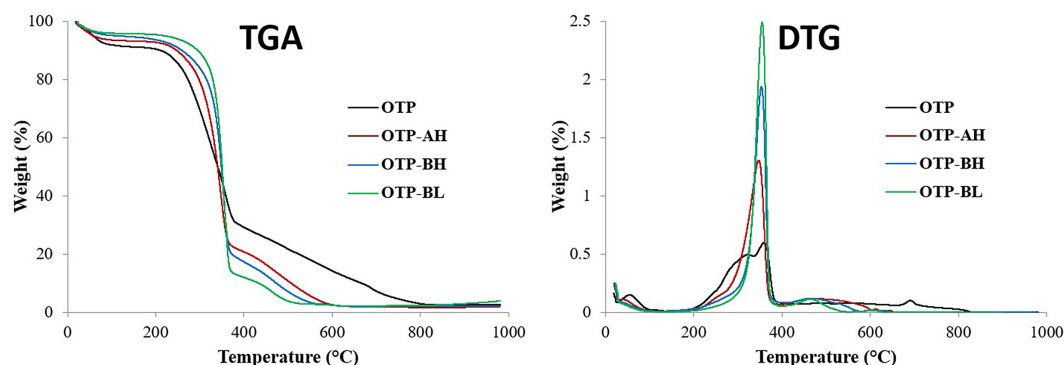 TGA
100
80
60
40
20
0
Weight (%)
0 200 400 600 800 1000
Temperature (°C)
OTP
OTP-AH
OTP-BH
OTP-BL
DTG
2.5
2
1.5
1
0.5
0
Weight (%)
0 200 400 600 800 1000
Temperature (°C)
OTP
OTP-AH
OTP-BH
OTP-BL